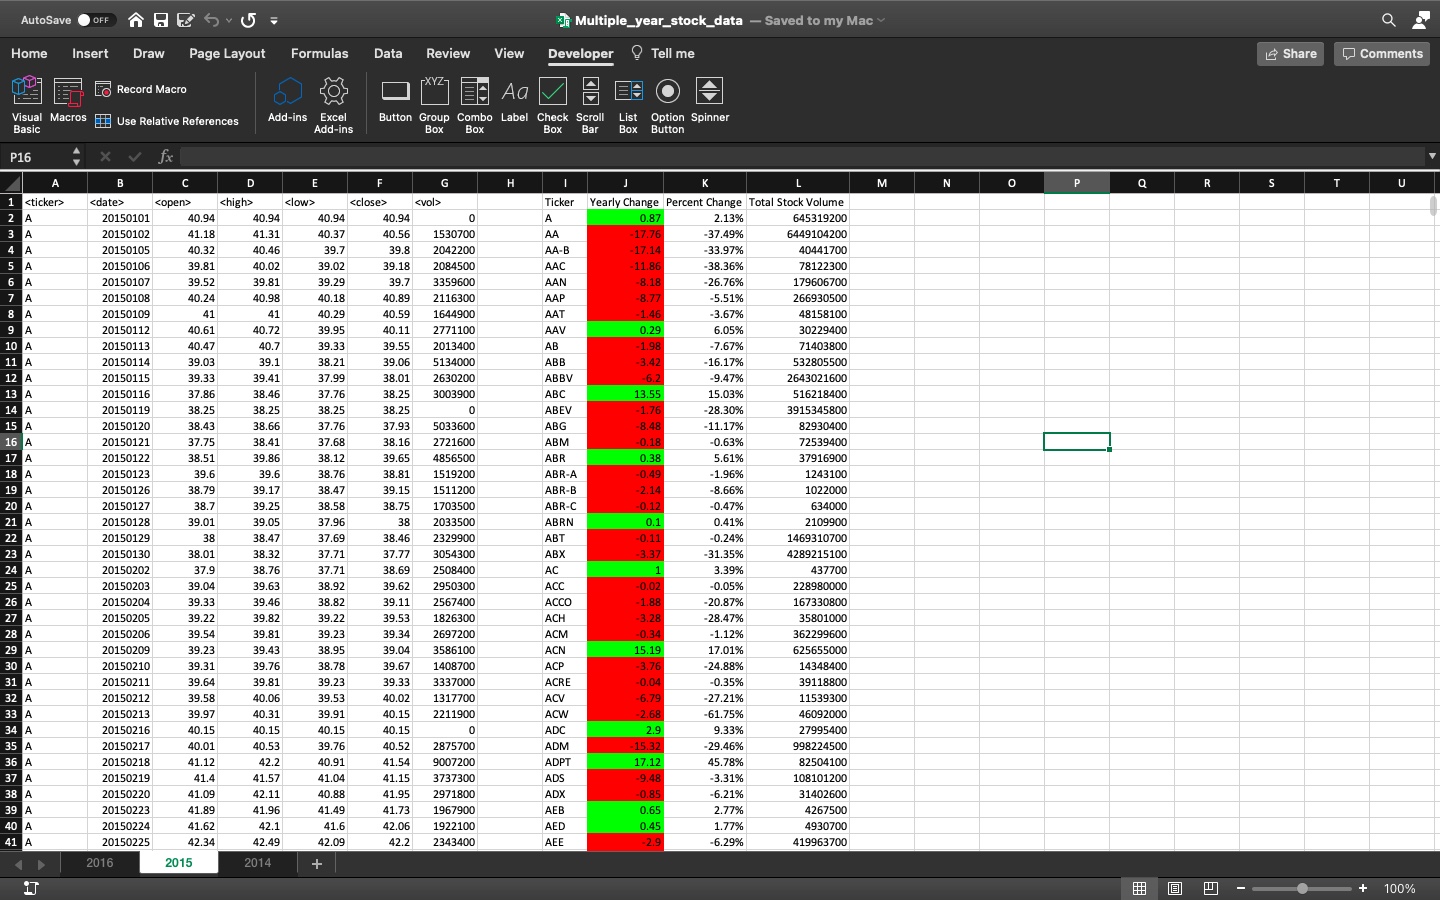 AutoSave OFF Multiple_year_stock_data — Saved to my Mac
Home Insert Draw Page Layout Formulas Data Review View Developer Tell me Share Comments
Visual Basic Macros Record Macro Use Relative References Add-ins Excel Add-ins Button XYZ Group Box Combo Box Aa Label Check Box Scroll Bar List Box Option Button Spinner
P16 fx
A B C D E F G H I J K L M N O P Q R S T U
1 <ticker> <date> <open> <high> <low> <close> <vol> Ticker Yearly Change Percent Change Total Stock Volume
2 A 20150101 40.94 40.94 40.94 40.94 0 A 0.87 2.13% 645319200
3 A 20150102 41.18 41.31 40.37 40.56 1530700 AA -17.76 -37.49% 6449104200
4 A 20150105 40.32 40.46 39.7 39.8 2042200 AA-B -17.14 -33.97% 40441700
5 A 20150106 39.81 40.02 39.02 39.18 2084500 AAC -11.86 -38.36% 78122300
6 A 20150107 39.52 39.81 39.29 39.7 3359600 AAN -8.18 -26.76% 179606700
7 A 20150108 40.24 40.98 40.18 40.89 2116300 AAP -8.77 -5.51% 266930500
8 A 20150109 41 41 40.29 40.59 1644900 AAT -1.46 -3.67% 48158100
9 A 20150112 40.61 40.72 39.95 40.11 2771100 AAV 0.29 6.05% 30229400
10 A 20150113 40.47 40.7 39.33 39.55 2013400 AB -1.98 -7.67% 71403800
11 A 20150114 39.03 39.1 38.21 39.06 5134000 ABB -3.42 -16.17% 532805500
12 A 20150115 39.33 39.41 37.99 38.01 2630200 ABBV -6.2 -9.47% 2643021600
13 A 20150116 37.86 38.46 37.76 38.25 3003900 ABC 13.55 15.03% 516218400
14 A 20150119 38.25 38.25 38.25 38.25 0 ABEV -1.76 -28.30% 3915345800
15 A 20150120 38.43 38.66 37.76 37.93 5033600 ABG -8.48 -11.17% 82930400
16 A 20150121 37.75 38.41 37.68 38.16 2721600 ABM -0.18 -0.63% 72539400
17 A 20150122 38.51 39.86 38.12 39.65 4856500 ABR 0.38 5.61% 37916900
18 A 20150123 39.6 39.6 38.76 38.81 1519200 ABR-A -0.49 -1.96% 1243100
19 A 20150126 38.79 39.17 38.47 39.15 1511200 ABR-B -2.14 -8.66% 1022000
20 A 20150127 38.7 39.25 38.58 38.75 1703500 ABR-C -0.12 -0.47% 634000
21 A 20150128 39.01 39.05 37.96 38 2033500 ABRN 0.1 0.41% 2109900
22 A 20150129 38 38.47 37.69 38.46 2329900 ABT -0.11 -0.24% 1469310700
23 A 20150130 38.01 38.32 37.71 37.77 3054300 ABX -3.37 -31.35% 4289215100
24 A 20150202 37.9 38.76 37.71 38.69 2508400 AC 1 3.39% 437700
25 A 20150203 39.04 39.63 38.92 39.62 2950300 ACC -0.02 -0.05% 228980000
26 A 20150204 39.33 39.46 38.82 39.11 2567400 ACCO -1.88 -20.87% 167330800
27 A 20150205 39.22 39.82 39.22 39.53 1826300 ACH -3.28 -28.47% 35801000
28 A 20150206 39.54 39.81 39.23 39.34 2697200 ACM -0.34 -1.12% 362299600
29 A 20150209 39.23 39.43 38.95 39.04 3586100 ACN 15.19 17.01% 625655000
30 A 20150210 39.31 39.76 38.78 39.67 1408700 ACP -3.76 -24.88% 14348400
31 A 20150211 39.64 39.81 39.23 39.33 3337000 ACRE -0.04 -0.35% 39118800
32 A 20150212 39.58 40.06 39.53 40.02 1317700 ACV -6.79 -27.21% 11539300
33 A 20150213 39.97 40.31 39.91 40.15 2211900 ACW -2.68 -61.75% 46092000
34 A 20150216 40.15 40.15 40.15 40.15 0 ADC 2.9 9.33% 27995400
35 A 20150217 40.01 40.53 39.76 40.52 2875700 ADM -15.32 -29.46% 998224500
36 A 20150218 41.12 42.2 40.91 41.54 9007200 ADPT 17.12 45.78% 82504100
37 A 20150219 41.4 41.57 41.04 41.15 3737300 ADS -9.48 -3.31% 108101200
38 A 20150220 41.09 42.11 40.88 41.95 2971800 ADX -0.85 -6.21% 31402600
39 A 20150223 41.89 41.96 41.49 41.73 1967900 AEB 0.65 2.77% 4267500
40 A 20150224 41.62 42.1 41.6 42.06 1922100 AED 0.45 1.77% 4930700
41 A 20150225 42.34 42.49 42.09 42.2 2343400 AEE -2.9 -6.29% 419963700
2016 2015 2014 +
100%